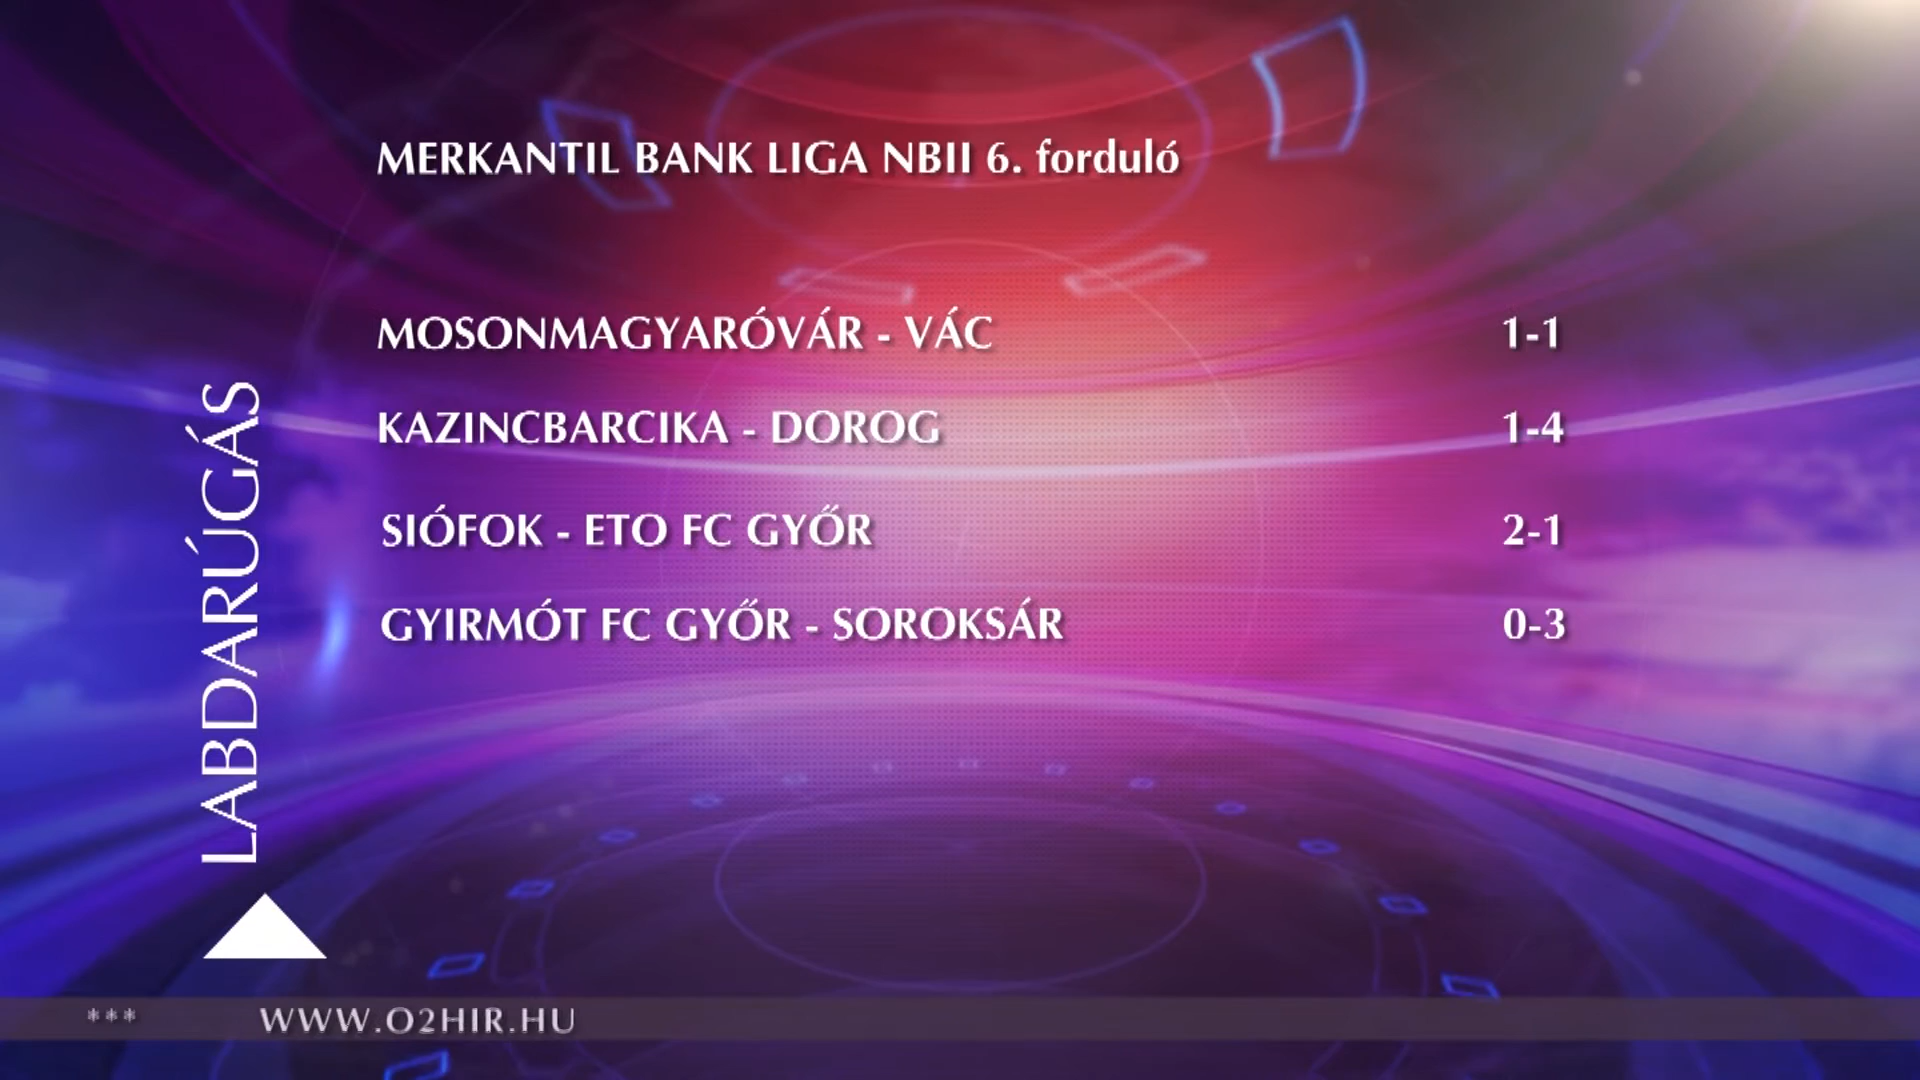 MERKANTIL BANK LIGA NBII 6. forduló
MOSONMAGYARÓVÁR - VÁC 1-1
KAZINCBARCIKA - DOROG 1-4
SIÓFOK - ETO FC GYŐR 2-1
GYIRMÓT FC GYŐR - SOROKSÁR 0-3
LABDARÚGÁS
*** WWW.O2HIR.HU